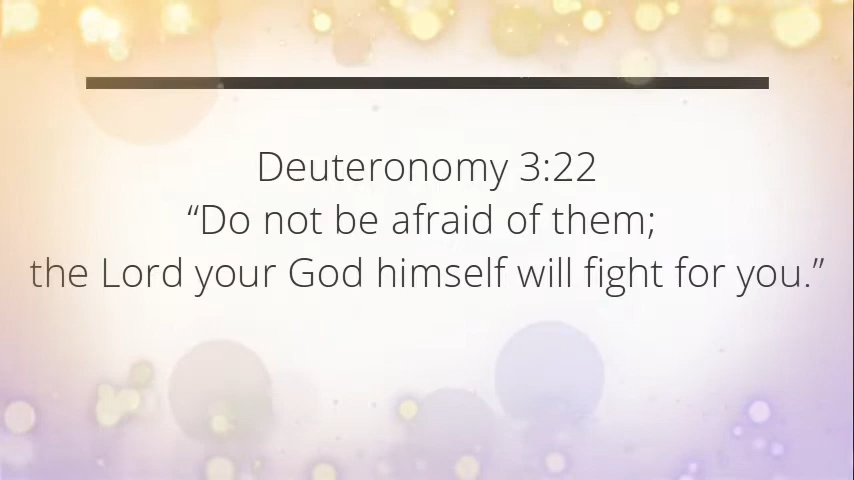 Deuteronomy 3:22
“Do not be afraid of them;
the Lord your God himself will fight for you.”